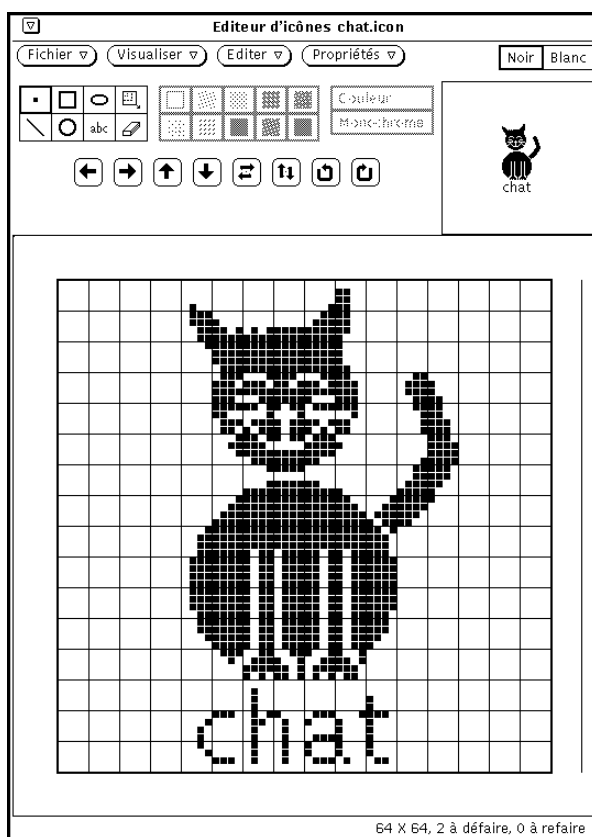 Editeur d'icônes chat.icon
Fichier Visualiser Editer Propriétés Noir Blanc
Couleur
abc Monochrome
chat
chat
64 X 64, 2 à défaire, 0 à refaire